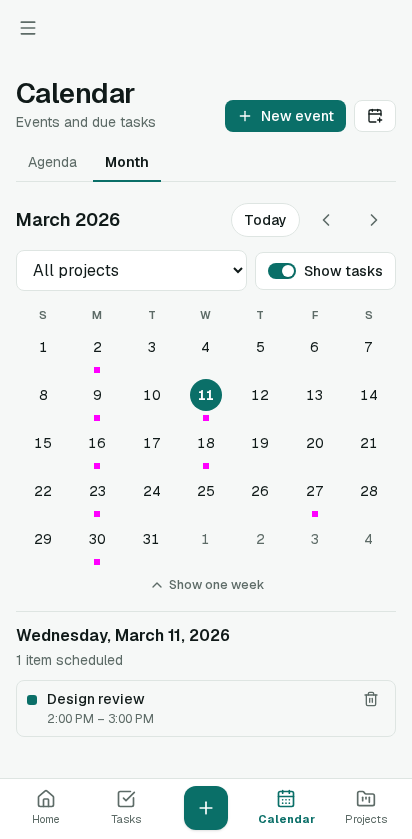 Calendar
Events and due tasks
New event
Agenda Month
March 2026 Today
All projects Show tasks
S M T W T F S
1 2 3 4 5 6 7
8 9 10 11 12 13 14
15 16 17 18 19 20 21
22 23 24 25 26 27 28
29 30 31 1 2 3 4
Show one week
Wednesday, March 11, 2026
1 item scheduled
Design review
2:00 PM – 3:00 PM
Home Tasks Calendar Projects